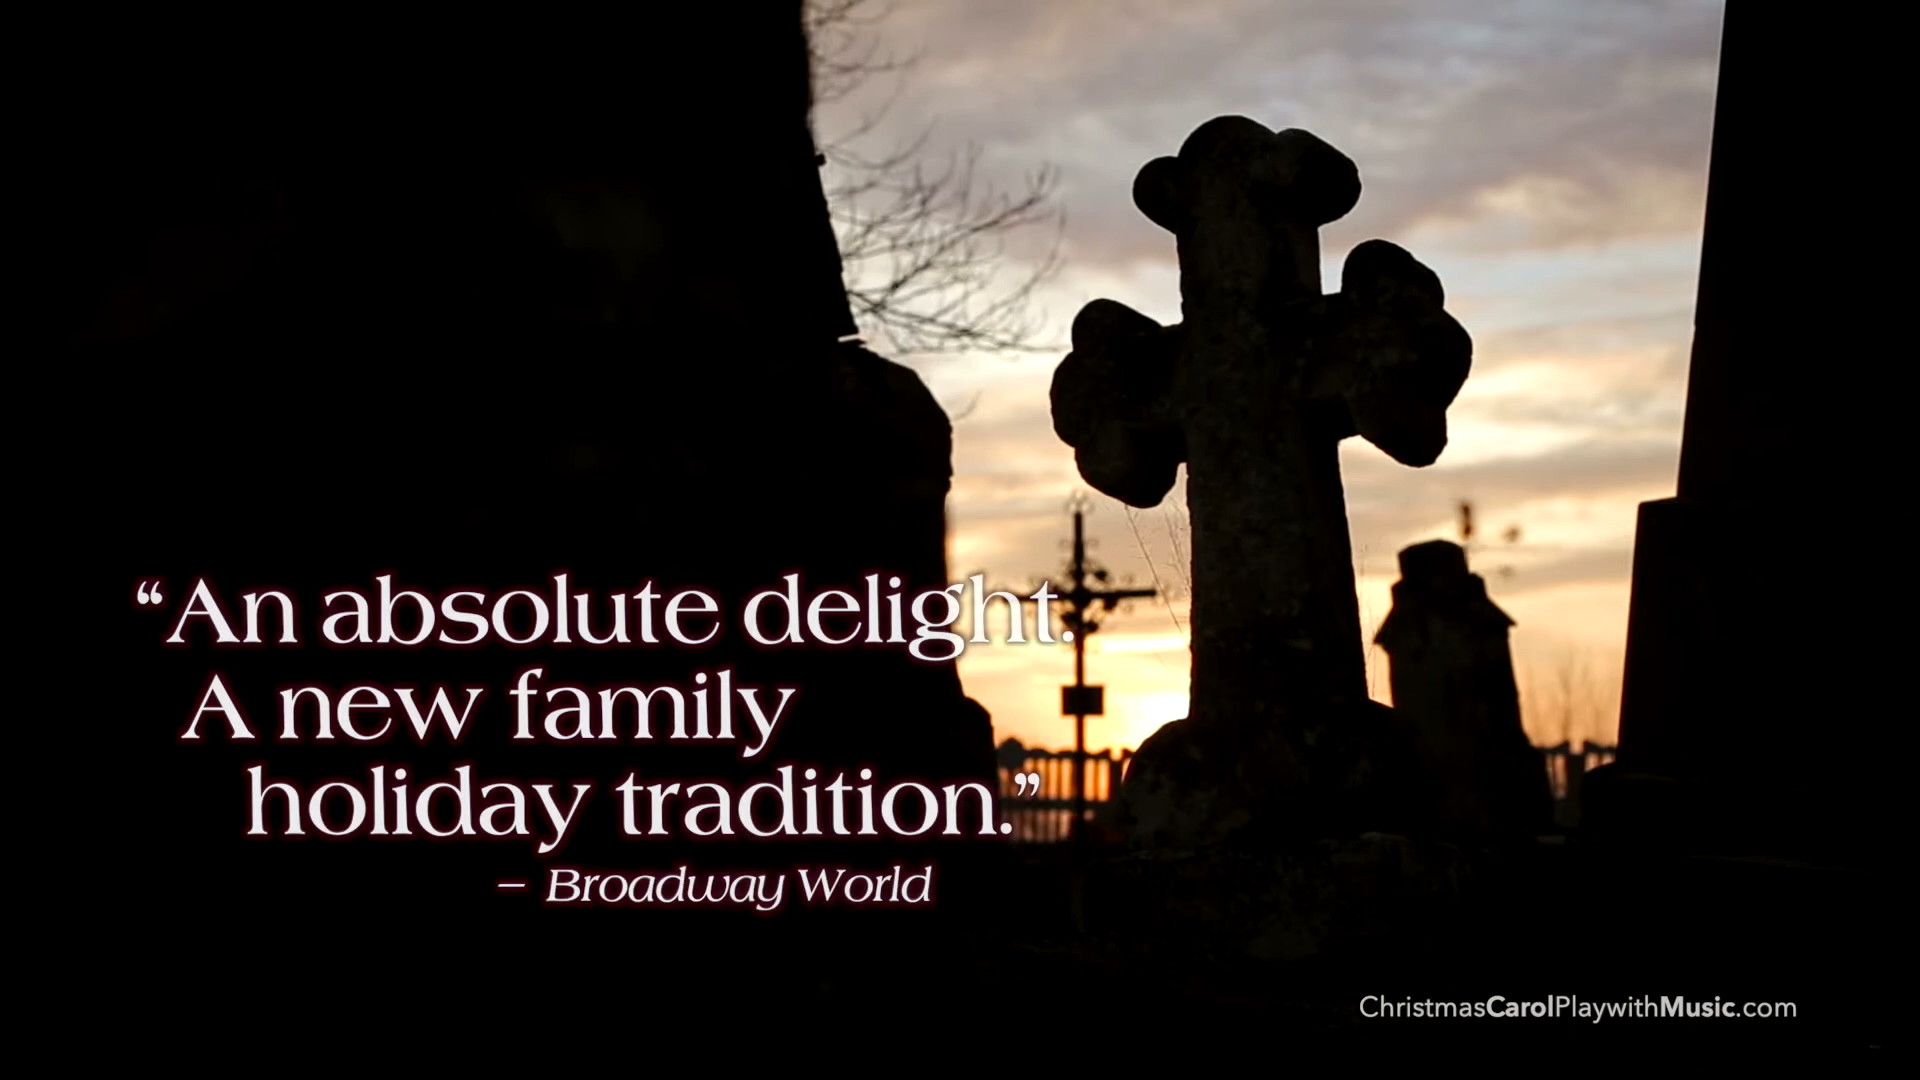 “An absolute delight.
A new family
holiday tradition.”
– Broadway World
ChristmasCarolPlaywithMusic.com